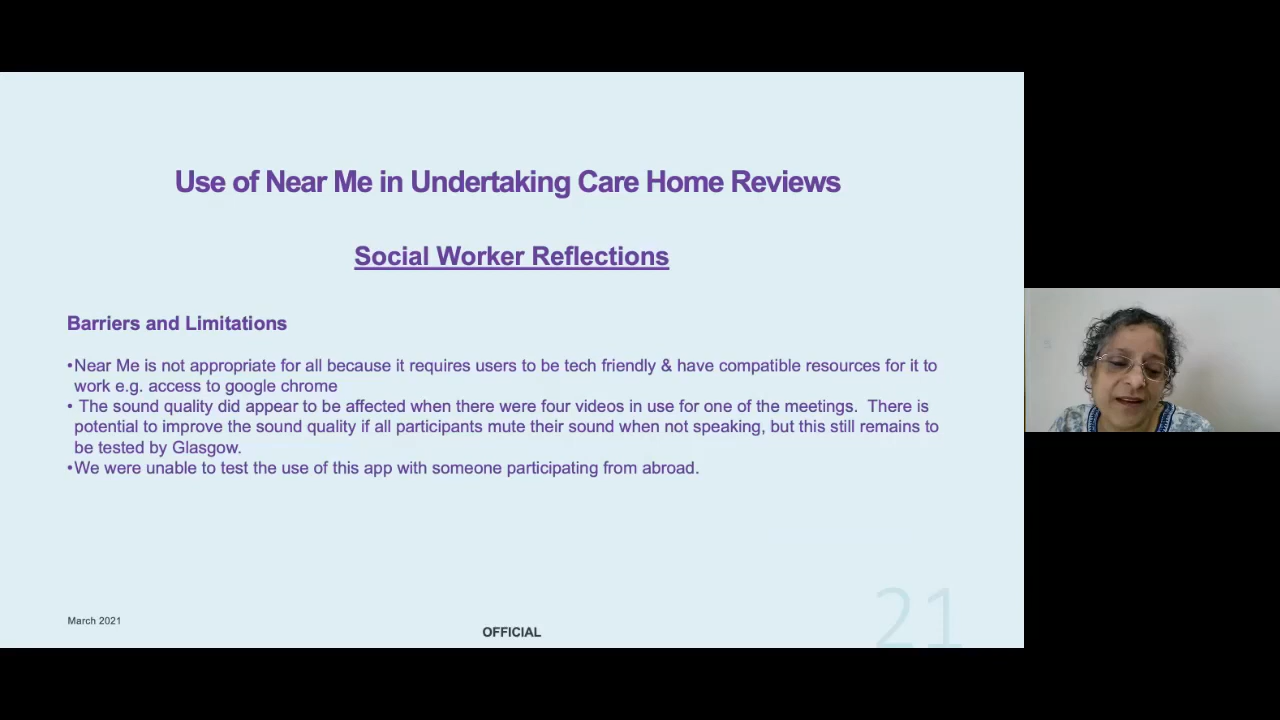 Use of Near Me in Undertaking Care Home Reviews
Social Worker Reflections
Barriers and Limitations
•Near Me is not appropriate for all because it requires users to be tech friendly & have compatible resources for it to
work e.g. access to google chrome
• The sound quality did appear to be affected when there were four videos in use for one of the meetings.  There is
potential to improve the sound quality if all participants mute their sound when not speaking, but this still remains to
be tested by Glasgow.
•We were unable to test the use of this app with someone participating from abroad.
March 2021
OFFICIAL
21